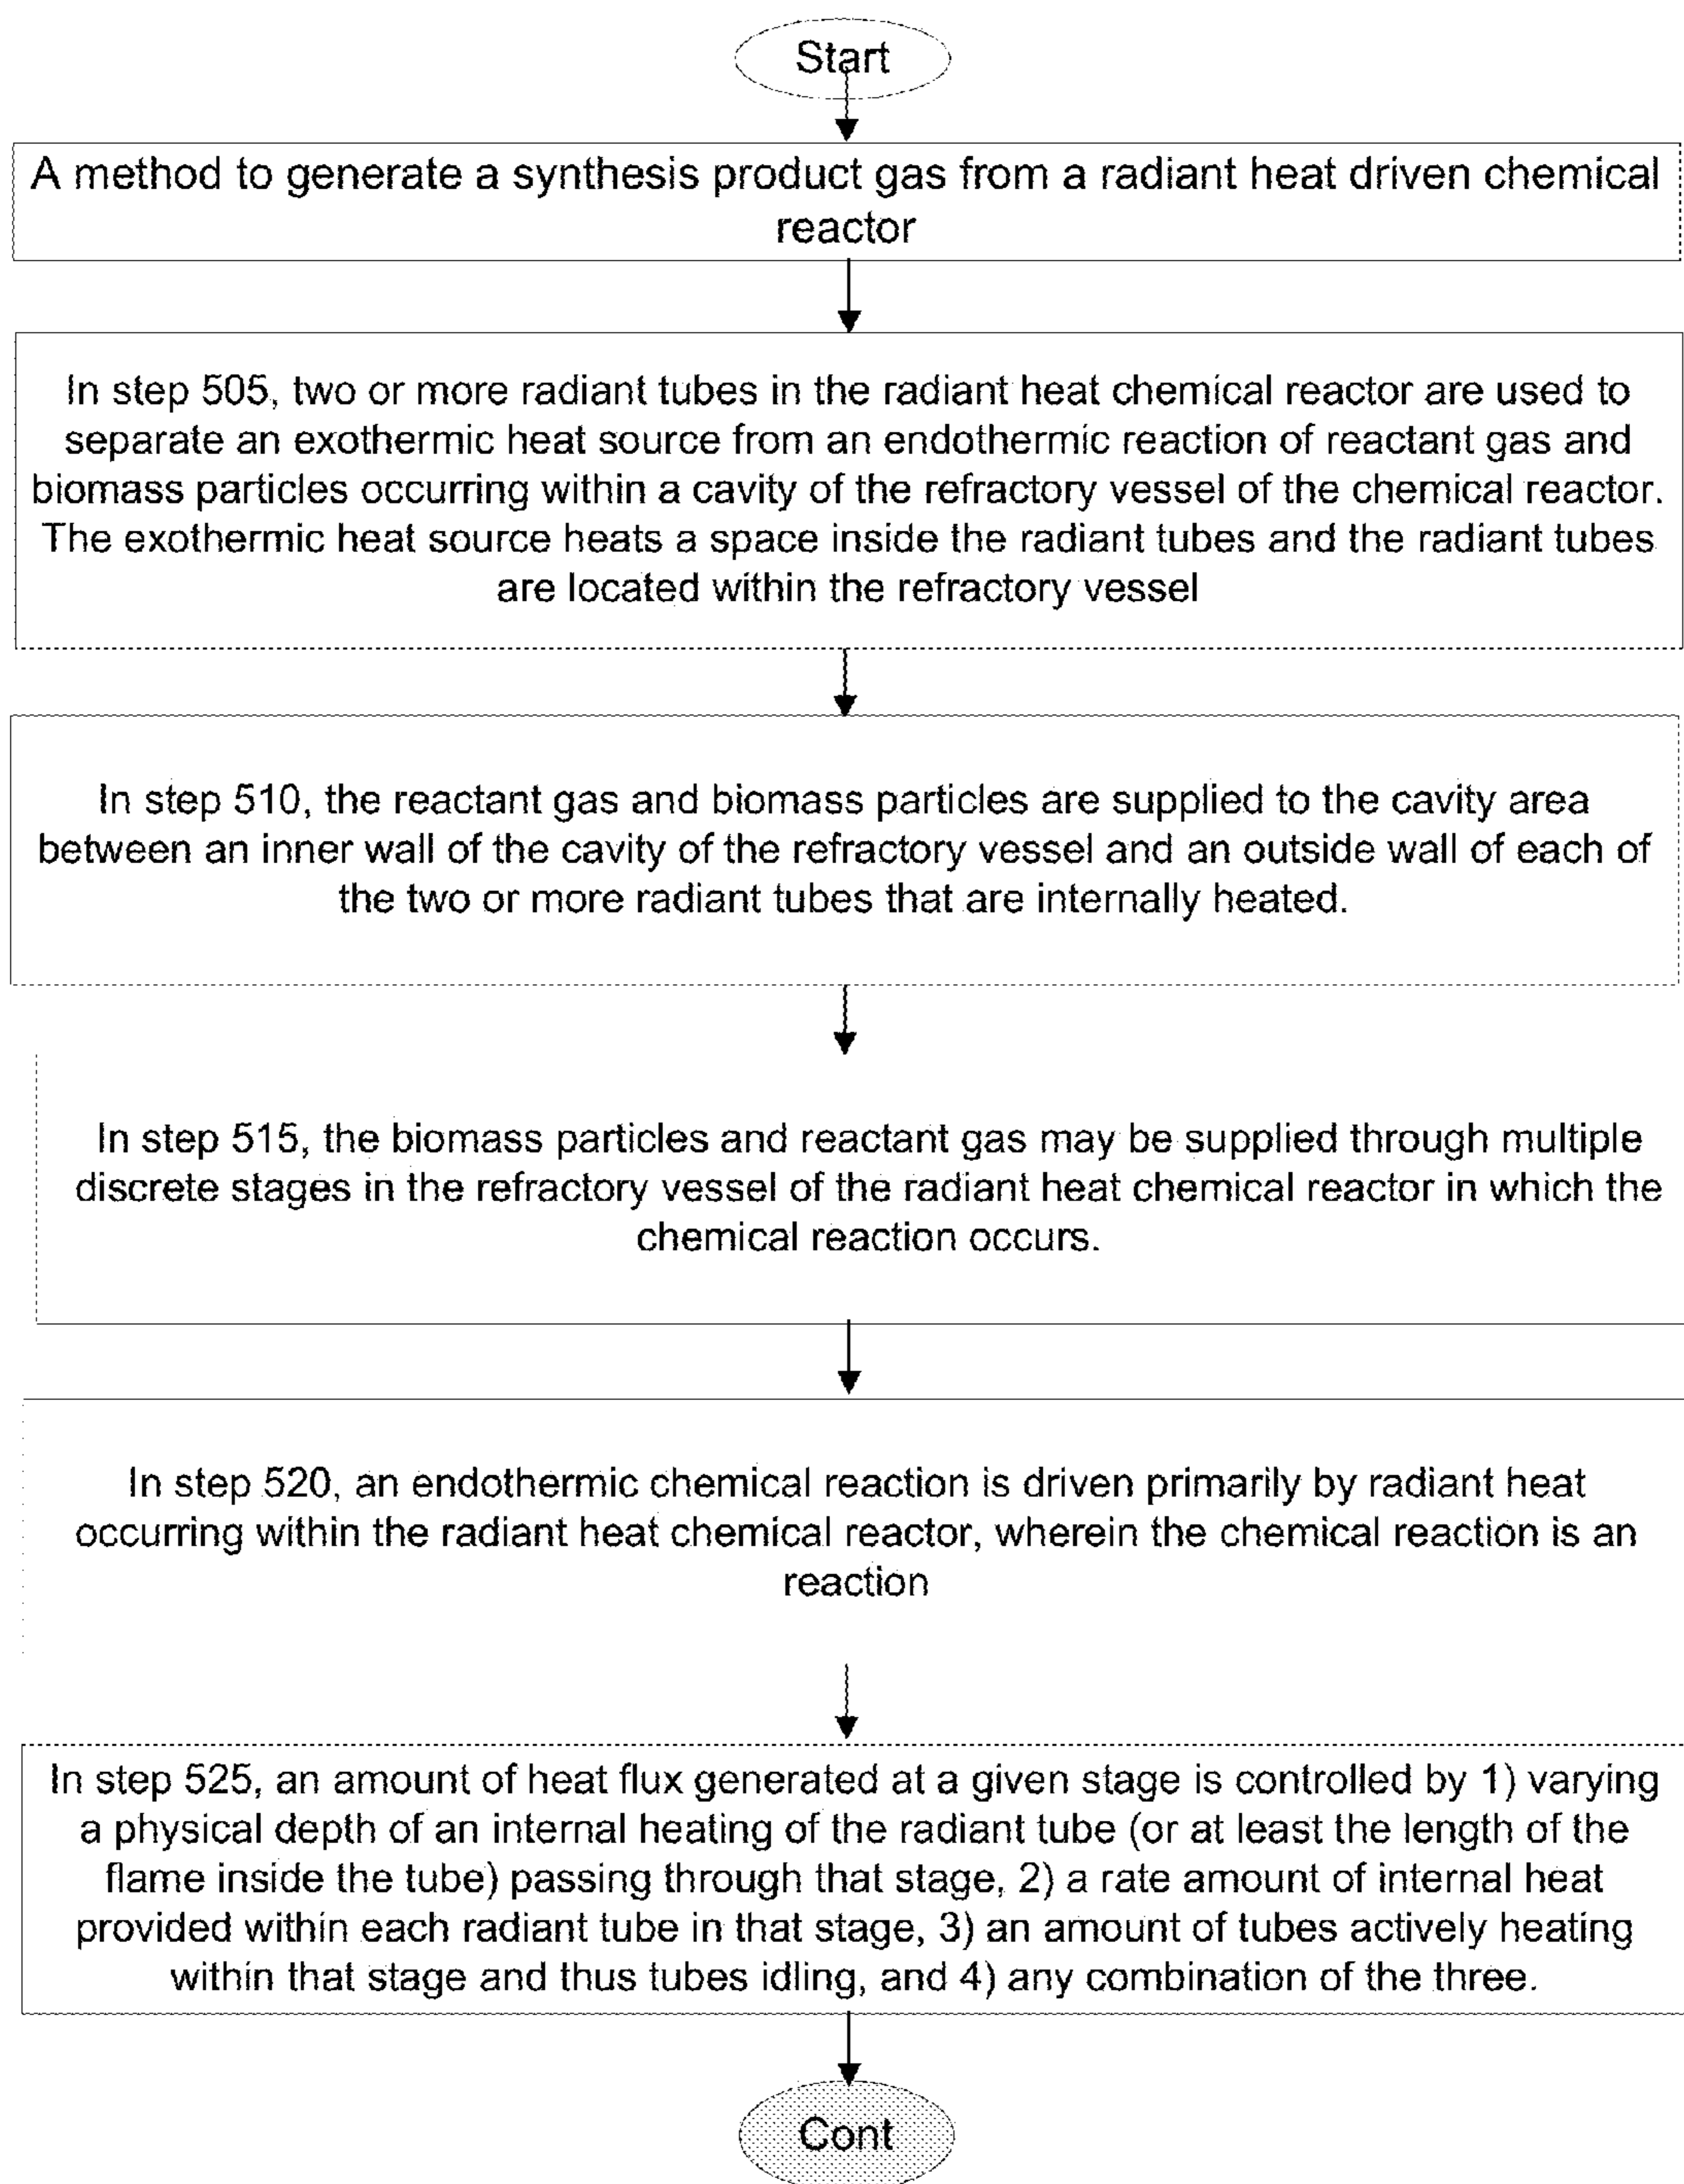 Start
A method to generate a synthesis product gas from a radiant heat driven chemical
reactor
In step 505, two or more radiant tubes in the radiant heat chemical reactor are used to
separate an exothermic heat source from an endothermic reaction of reactant gas and
biomass particles occurring within a cavity of the refractory vessel of the chemical reactor.
The exothermic heat source heats a space inside the radiant tubes and the radiant tubes
are located within the refractory vessel
In step 510, the reactant gas and biomass particles are supplied to the cavity area
between an inner wall of the cavity of the refractory vessel and an outside wall of each of
the two or more radiant tubes that are internally heated.
In step 515, the biomass particles and reactant gas may be supplied through multiple
discrete stages in the refractory vessel of the radiant heat chemical reactor in which the
chemical reaction occurs.
In step 520, an endothermic chemical reaction is driven primarily by radiant heat
occurring within the radiant heat chemical reactor, wherein the chemical reaction is an
reaction
In step 525, an amount of heat flux generated at a given stage is controlled by 1) varying
a physical depth of an internal heating of the radiant tube (or at least the length of the
flame inside the tube) passing through that stage, 2) a rate amount of internal heat
provided within each radiant tube in that stage, 3) an amount of tubes actively heating
within that stage and thus tubes idling, and 4) any combination of the three.
Cont